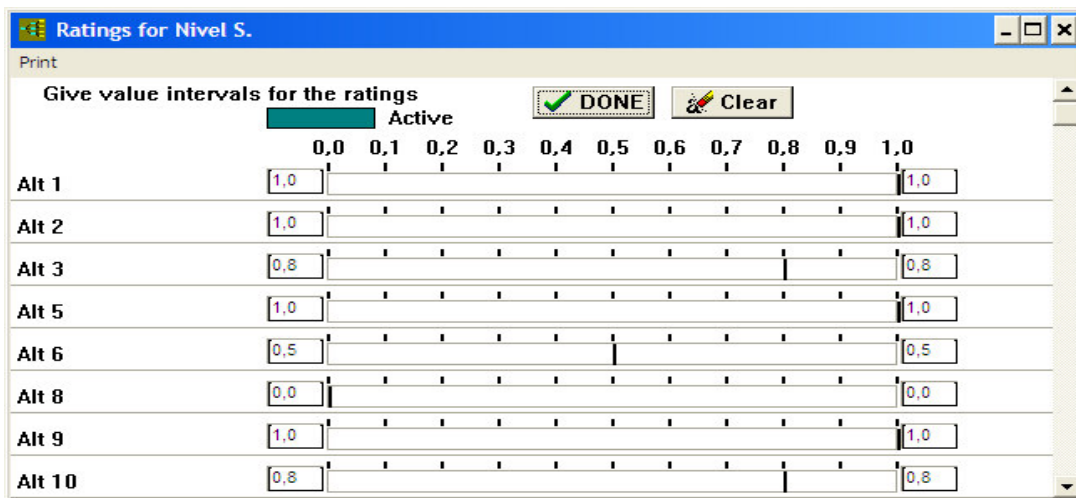 Ratings for Nivel S.
Print
Give value intervals for the ratings
DONE
Clear
Active
0,0 0,1 0,2 0,3 0,4 0,5 0,6 0,7 0,8 0,9 1,0
Alt 1 1,0 1,0
Alt 2 1,0 1,0
Alt 3 0,8 0,8
Alt 5 1,0 1,0
Alt 6 0,5 0,5
Alt 8 0,0 0,0
Alt 9 1,0 1,0
Alt 10 0,8 0,8